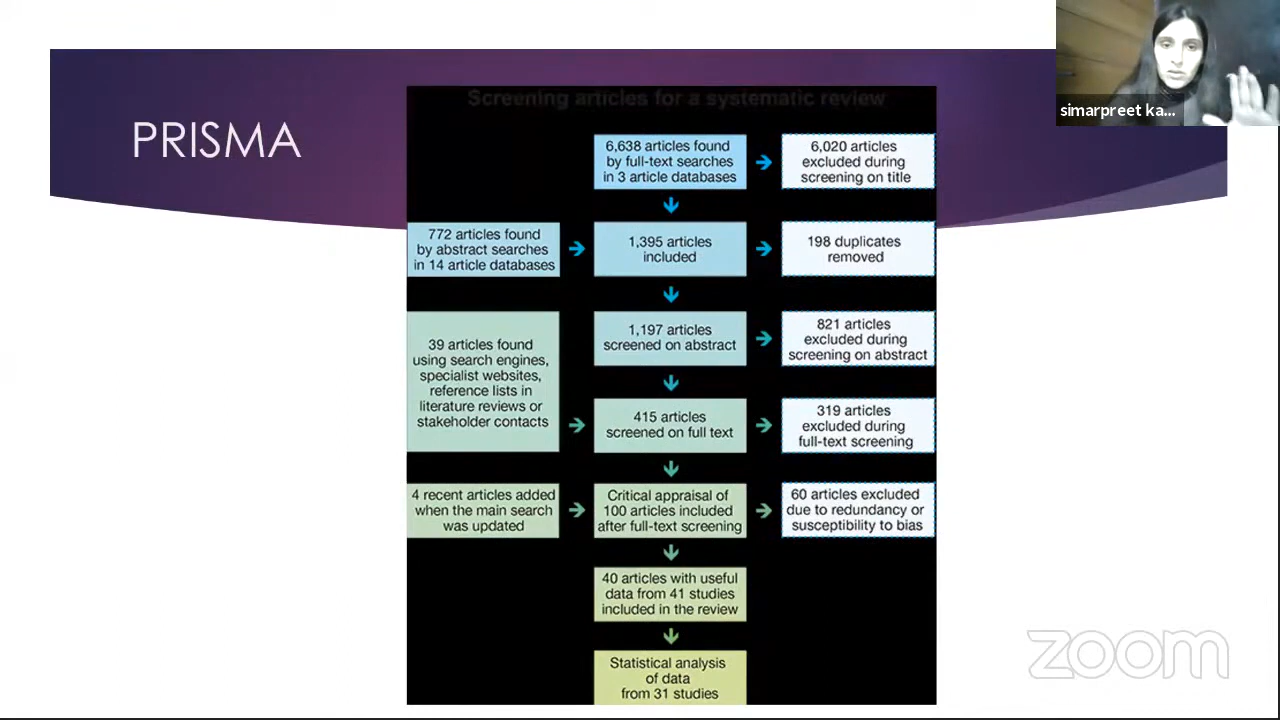 simarpreet ka...
PRISMA
Screening articles for a systematic review
6,638 articles found
by full-text searches
in 3 article databases
6,020 articles
excluded during
screening on title
772 articles found
by abstract searches
in 14 article databases
1,395 articles
included
198 duplicates
removed
39 articles found
using search engines,
specialist websites,
reference lists in
literature reviews or
stakeholder contacts
1,197 articles
screened on abstract
821 articles
excluded during
screening on abstract
415 articles
screened on full text
319 articles
excluded during
full-text screening
4 recent articles added
when the main search
was updated
Critical appraisal of
100 articles included
after full-text screening
60 articles excluded
due to redundancy or
susceptibility to bias
40 articles with useful
data from 41 studies
included in the review
Statistical analysis
of data
from 31 studies
zoom